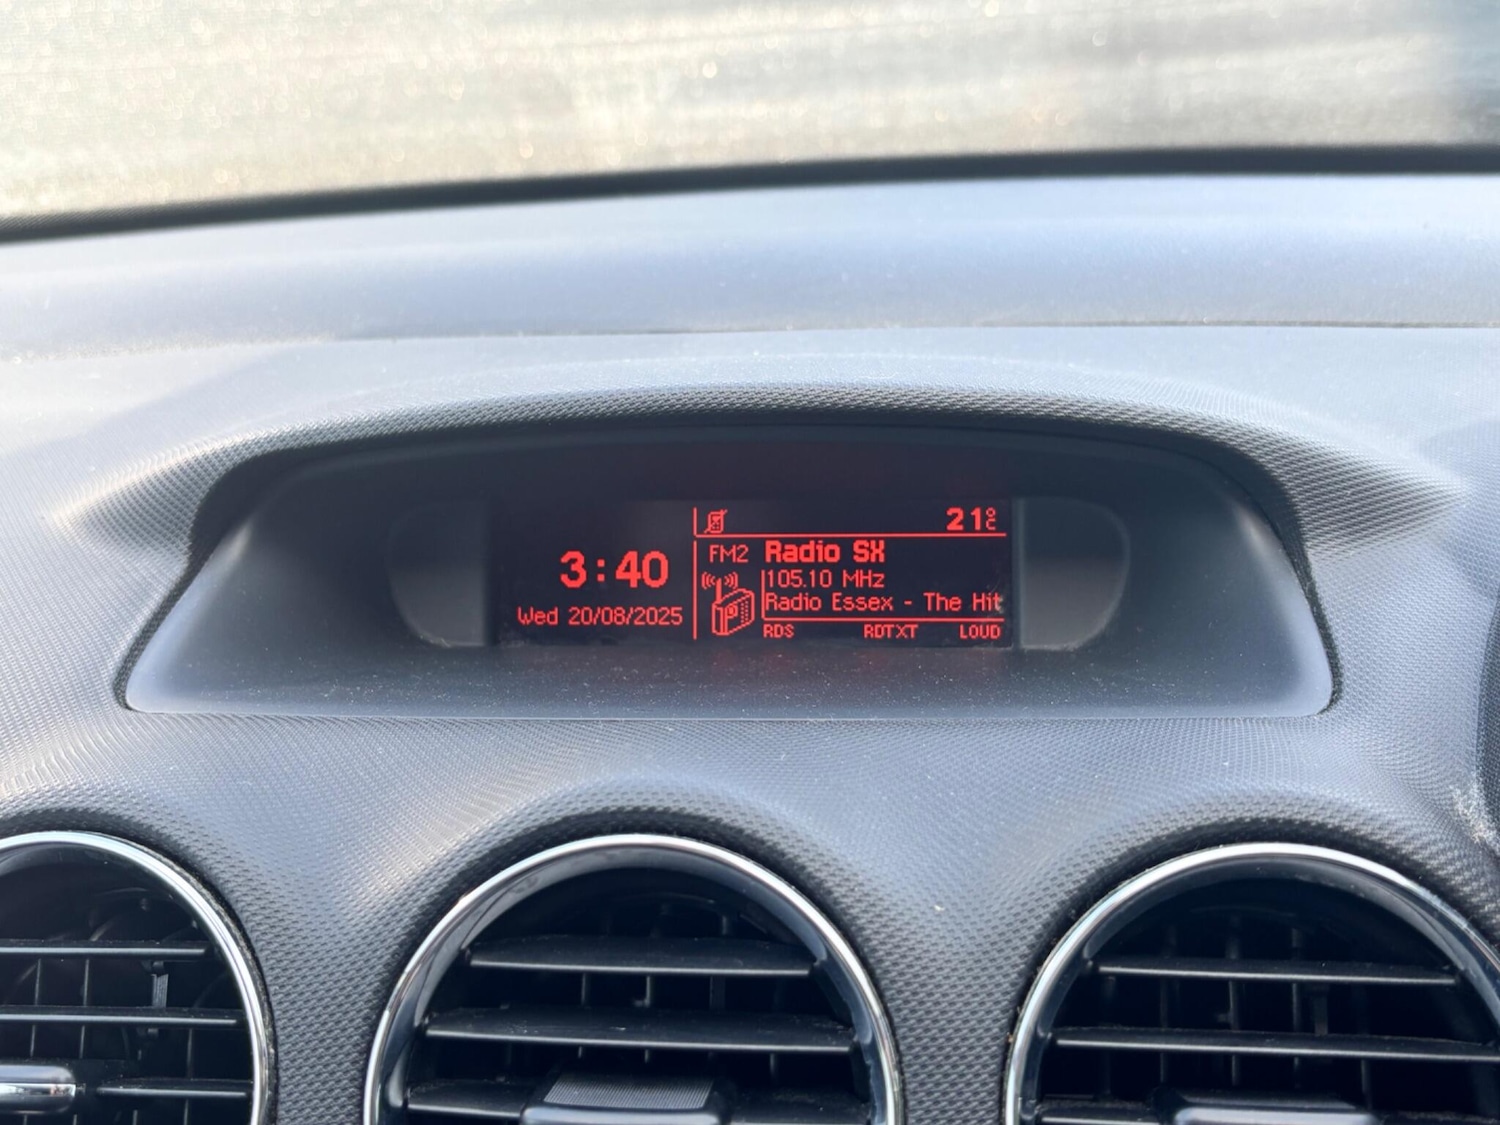 21°C
3:40
Wed 20/08/2025
FM2 Radio SX
105.10 MHz
Radio Essex - The Hit
RDS RDTXT LOUD